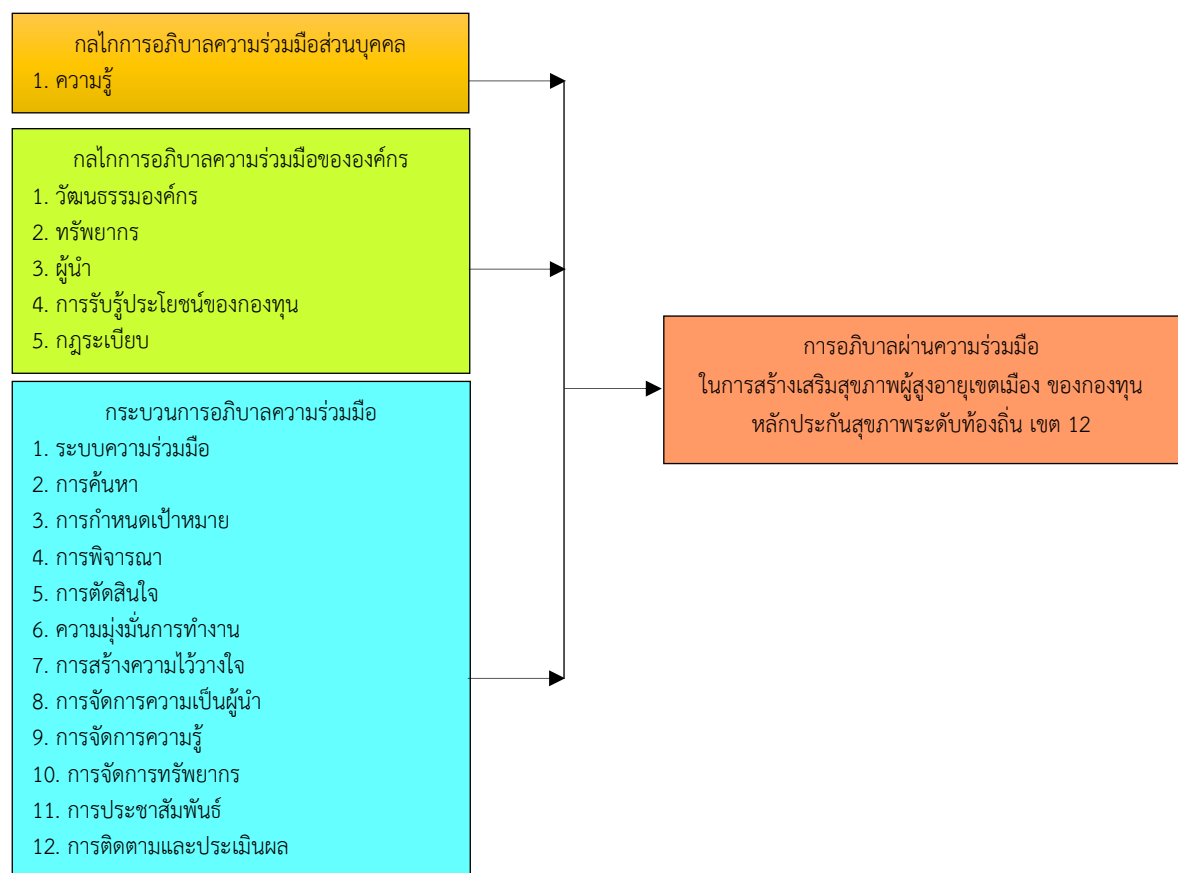 กลไกการอภิบาลความร่วมมือส่วนบุคคล
1. ความรู้
กลไกการอภิบาลความร่วมมือขององค์กร
1. วัฒนธรรมองค์กร
2. ทรัพยากร
3. ผู้นำ
4. การรับรู้ประโยชน์ของกองทุน
5. กฎระเบียบ
กระบวนการอภิบาลความร่วมมือ
1. ระบบความร่วมมือ
2. การค้นหา
3. การกำหนดเป้าหมาย
4. การพิจารณา
5. การตัดสินใจ
6. ความมุ่งมั่นการทำงาน
7. การสร้างความไว้วางใจ
8. การจัดการความเป็นผู้นำ
9. การจัดการความรู้
10. การจัดการทรัพยากร
11. การประชาสัมพันธ์
12. การติดตามและประเมินผล
การอภิบาลผ่านความร่วมมือ
ในการสร้างเสริมสุขภาพผู้สูงอายุเขตเมือง ของกองทุน
หลักประกันสุขภาพระดับท้องถิ่น เขต 12